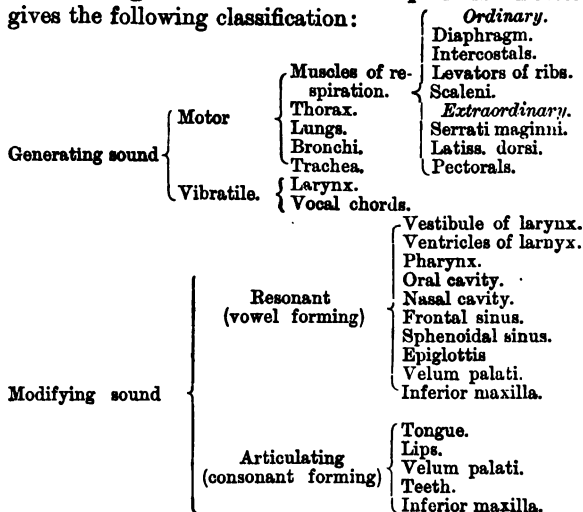 gives the following classification:
Ordinary.
Diaphragm.
Intercostals.
Muscles of re-
Levators of ribs.
spiration.
Scaleni.
Motor
Thorax.
Extraordinary.
Lungs.
Serrati maginni.
Generating sound
Bronchi.
Latiss. dorsi.
Trachea.
Pectorals.
Vibratile.
Larynx.
Vocal chords.
Vestibule of larynx.
Ventricles of larnyx.
Pharynx.
Oral cavity.
Resonant
Nasal cavity.
(vowel forming)
Frontal sinus.
Sphenoidal sinus.
Epiglottis
Velum palati.
Modifying sound
Inferior maxilla.
Tongue.
Lips.
Articulating
Velum palati.
(consonant forming)
Teeth.
Inferior maxilla.